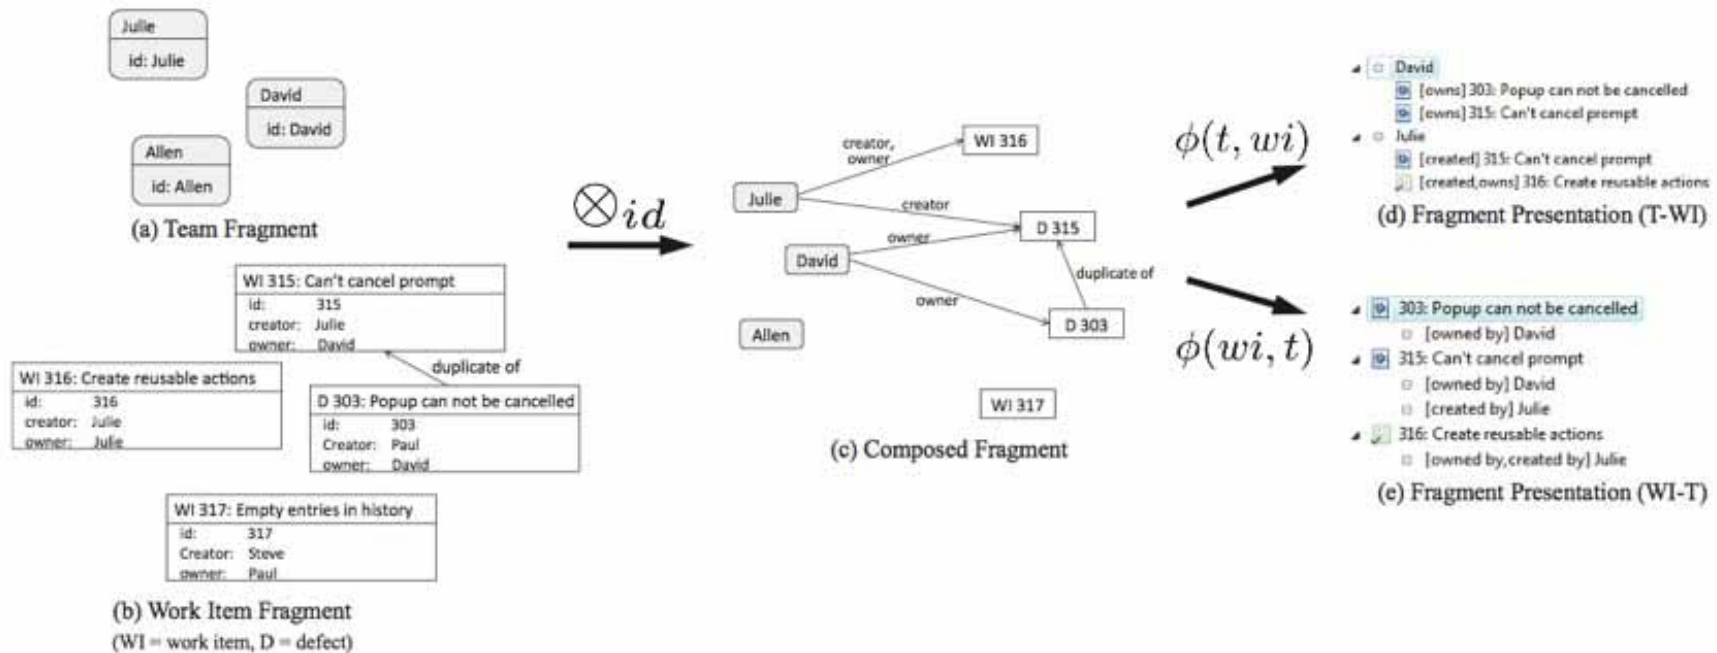 Julie
id: Julie
David
id: David
Allen
id: Allen
(a) Team Fragment
WI 315: Can't cancel prompt
id: 315
creator: Julie
owner: David
duplicate of
WI 316: Create reusable actions
id: 316
creator: Julie
owner: Julie
D 303: Popup can not be cancelled
id: 303
Creator: Paul
owner: David
WI 317: Empty entries in history
id: 317
Creator: Steve
owner: Paul
(b) Work Item Fragment
(WI = work item, D = defect)
⊗id
creator,
owner
WI 316
Julie
creator
D 315
owner
David
duplicate of
owner
D 303
Allen
WI 317
(c) Composed Fragment
ϕ(t, wi)
ϕ(wi, t)
David
[owns] 303: Popup can not be cancelled
[owns] 315: Can't cancel prompt
Julie
[created] 315: Can't cancel prompt
[created,owns] 316: Create reusable actions
(d) Fragment Presentation (T-WI)
303: Popup can not be cancelled
[owned by] David
315: Can't cancel prompt
[owned by] David
[created by] Julie
316: Create reusable actions
[owned by,created by] Julie
(e) Fragment Presentation (WI-T)